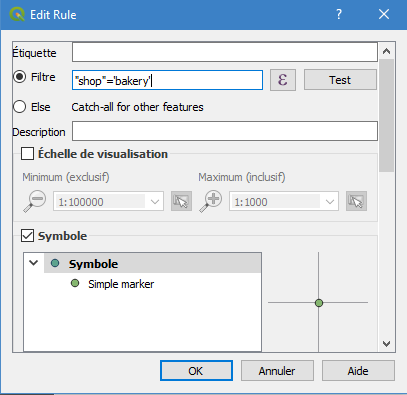 Edit Rule
Étiquette
Filtre "shop"='bakery' ε Test
Else Catch-all for other features
Description
Échelle de visualisation
Minimum (exclusif) Maximum (inclusif)
1:100000 1:1000
Symbole
Symbole
Simple marker
OK Annuler Aide